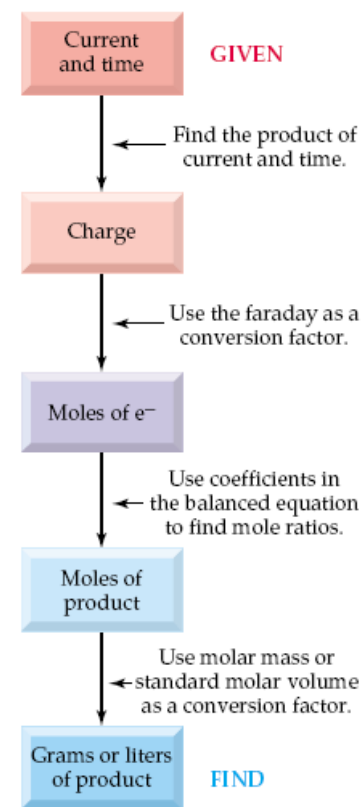 Current
and time
GIVEN
Find the product of
current and time.
Charge
Use the faraday as a
conversion factor.
Moles of e⁻
Use coefficients in
the balanced equation
to find mole ratios.
Moles of
product
Use molar mass or
standard molar volume
as a conversion factor.
Grams or liters
of product
FIND